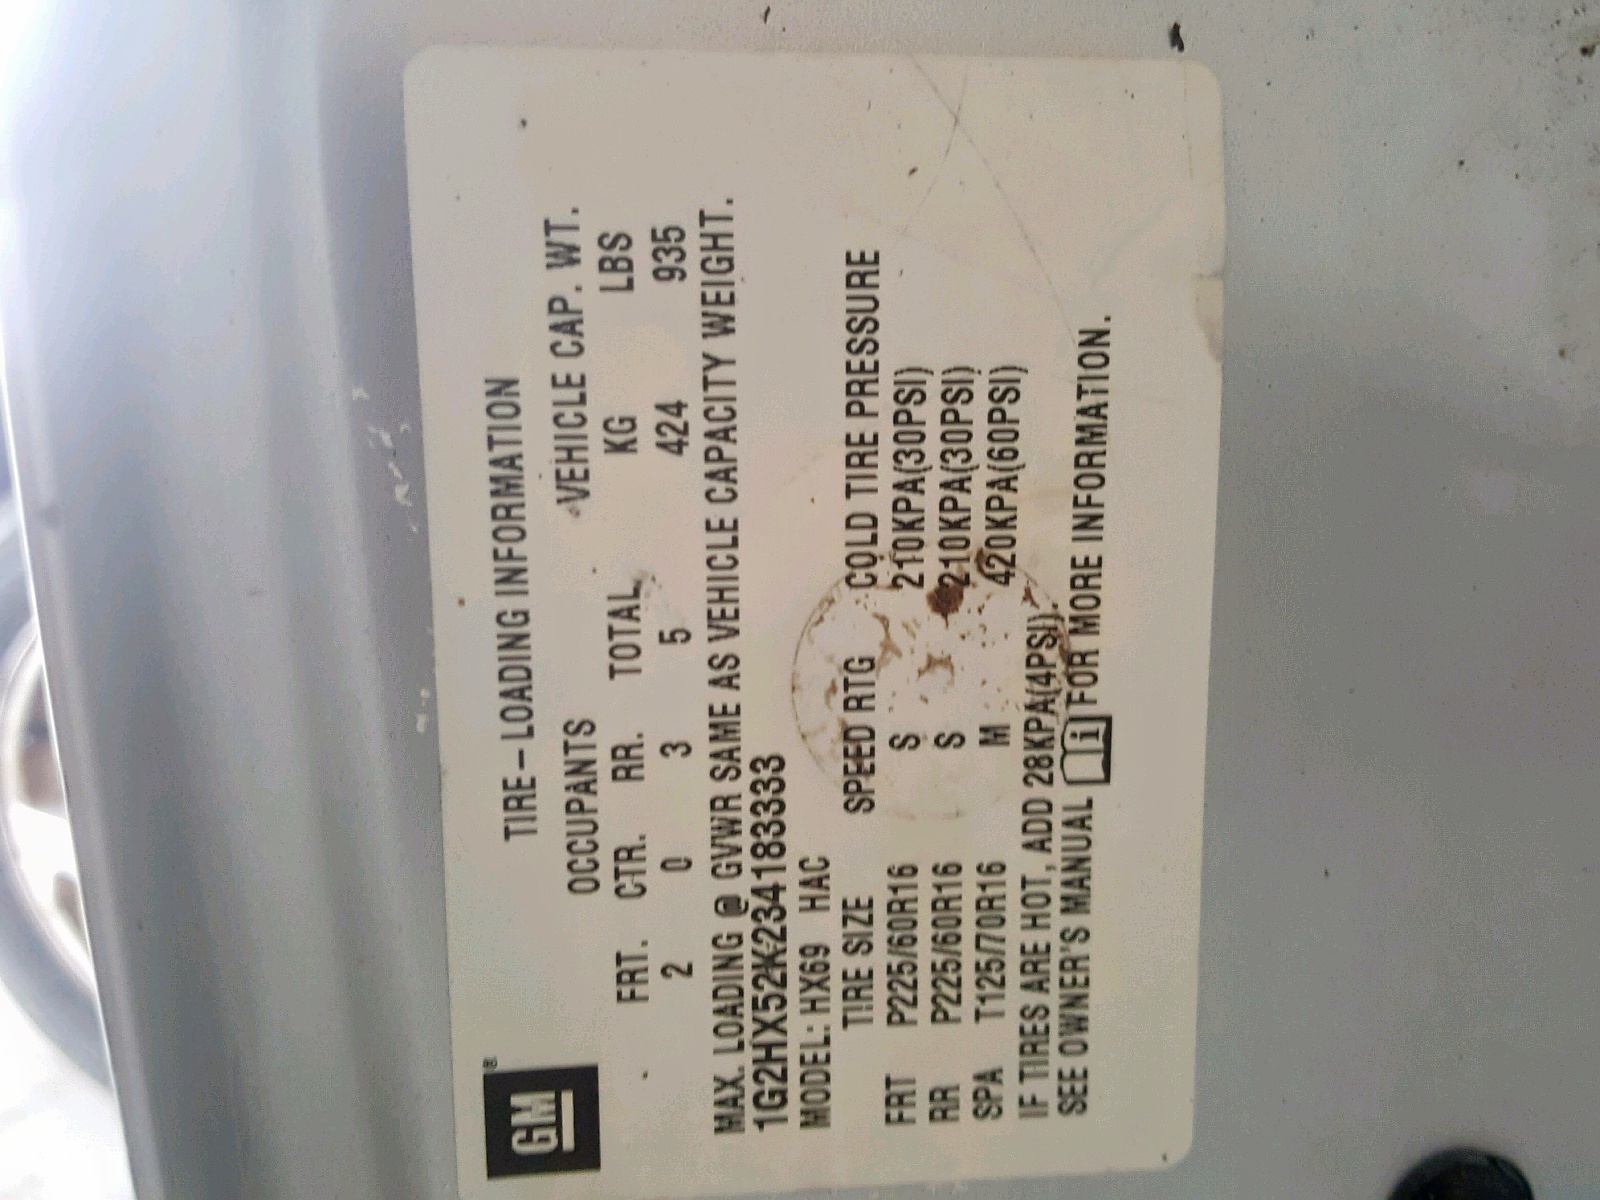 GM®
TIRE-LOADING INFORMATION
OCCUPANTS VEHICLE CAP. WT.
FRT. CTR. RR. TOTAL KG LBS
2 0 3 5 424 935
MAX. LOADING @ GVWR SAME AS VEHICLE CAPACITY WEIGHT.
1G2HX52K234183333
MODEL: HX69 HAC
TIRE SIZE SPEED RTG COLD TIRE PRESSURE
FRT P225/60R16 S 210KPA(30PSI)
RR P225/60R16 S 210KPA(30PSI)
SPA T125/70R16 M 420KPA(60PSI)
IF TIRES ARE HOT, ADD 28KPA(4PSI).
SEE OWNER'S MANUAL i FOR MORE INFORMATION.